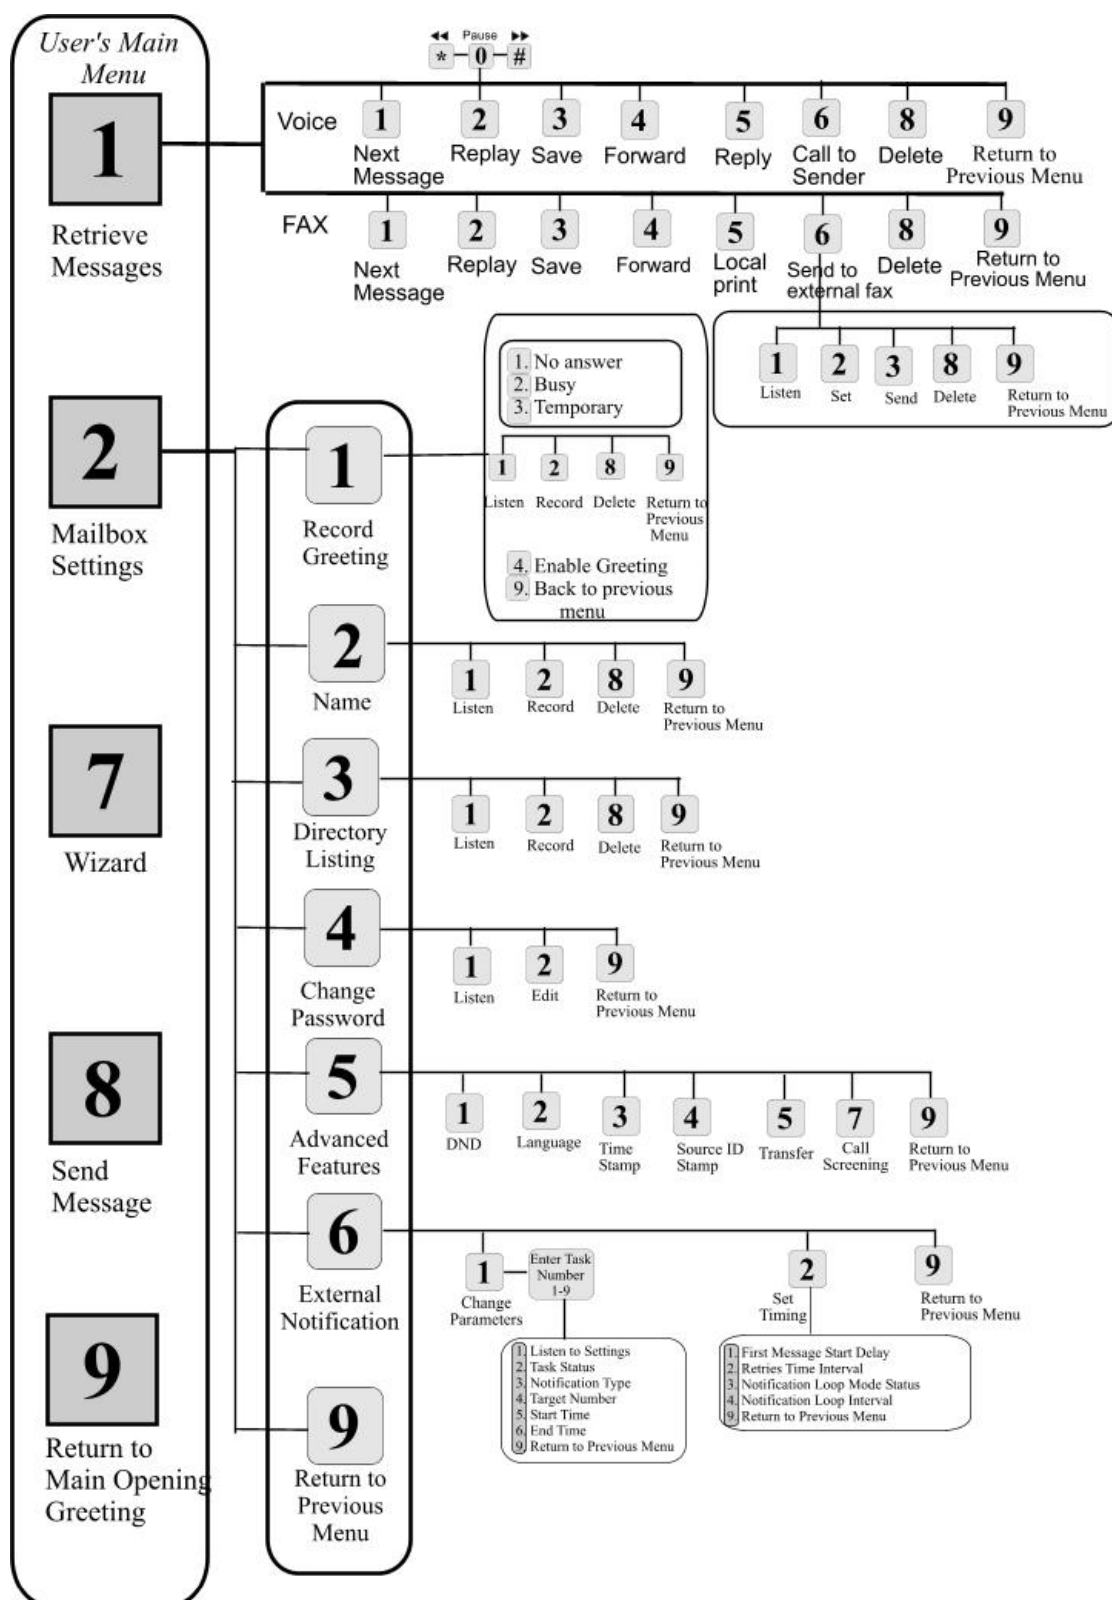 User's Main
Menu
1
Retrieve
Messages
2
Mailbox
Settings
7
Wizard
8
Send
Message
9
Return to
Main Opening
Greeting
◄◄ Pause ►►
* 0 #
Voice
1 2 3 4 5 6 8 9
Next
Message
Replay
Save
Forward
Reply
Call to
Sender
Delete
Return to
Previous Menu
FAX
1 2 3 4 5 6 8 9
Next
Message
Replay
Save
Forward
Local
print
Send to
external fax
Delete
Return to
Previous Menu
1 2 3 8 9
Listen
Set
Send
Delete
Return to
Previous Menu
1
Record
Greeting
1. No answer
2. Busy
3. Temporary
1 2 8 9
Listen
Record
Delete
Return to
Previous
Menu
4. Enable Greeting
9. Back to previous
menu
2
Name
1 2 8 9
Listen
Record
Delete
Return to
Previous Menu
3
Directory
Listing
1 2 8 9
Listen
Record
Delete
Return to
Previous Menu
4
Change
Password
1 2 9
Listen
Edit
Return to
Previous Menu
5
Advanced
Features
1 2 3 4 5 7 9
DND
Language
Time
Stamp
Source ID
Stamp
Transfer
Call
Screening
Return to
Previous Menu
6
External
Notification
1
Change
Parameters
Enter Task
Number
1-9
1. Listen to Settings
2. Task Status
3. Notification Type
4. Target Number
5. Start Time
6. End Time
9. Return to Previous Menu
2
Set
Timing
1. First Message Start Delay
2. Retries Time Interval
3. Notification Loop Mode Status
4. Notification Loop Interval
9. Return to Previous Menu
9
Return to
Previous Menu
9
Return to
Previous
Menu